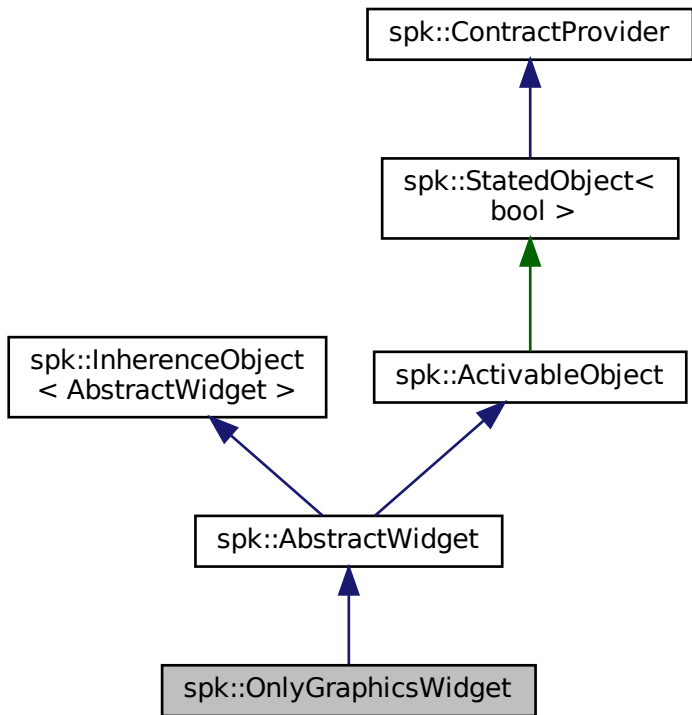 spk::ContractProvider
spk::StatedObject<
bool >
spk::InherenceObject
< AbstractWidget >
spk::ActivableObject
spk::AbstractWidget
spk::OnlyGraphicsWidget